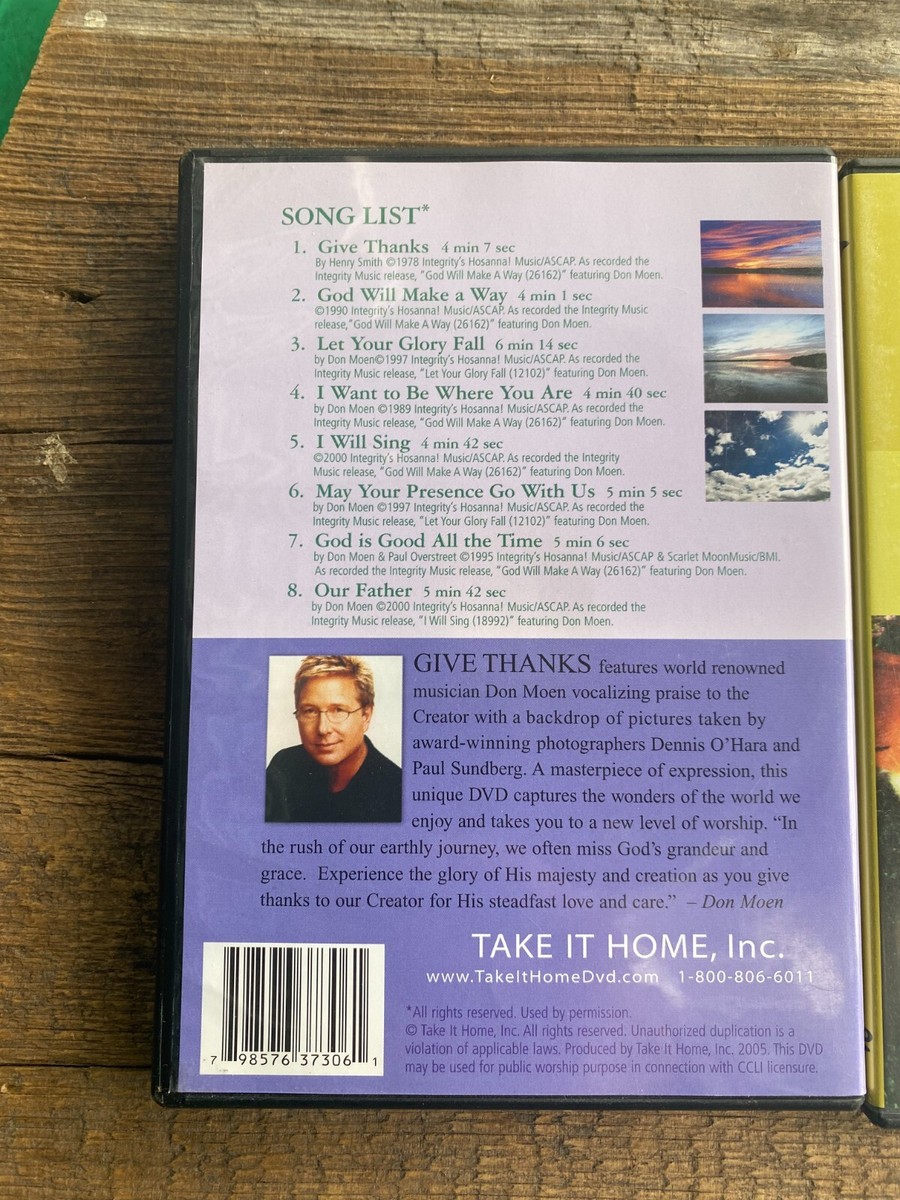 SONG LIST*
1. Give Thanks 4 min 7 sec
By Henry Smith ©1978 Integrity's Hosanna! Music/ASCAP. As recorded the
Integrity Music release, "God Will Make A Way (26162)" featuring Don Moen.
2. God Will Make a Way 4 min 1 sec
©1990 Integrity's Hosanna! Music/ASCAP. As recorded the Integrity Music
release, "God Will Make A Way (26162)" featuring Don Moen.
3. Let Your Glory Fall 6 min 14 sec
by Don Moen©1997 Integrity's Hosanna! Music/ASCAP. As recorded the
Integrity Music release, "Let Your Glory Fall (12102)" featuring Don Moen.
4. I Want to Be Where You Are 4 min 40 sec
by Don Moen ©1989 Integrity's Hosanna! Music/ASCAP. As recorded the
Integrity Music release, "God Will Make A Way (26162)" featuring Don Moen.
5. I Will Sing 4 min 42 sec
©2000 Integrity's Hosanna! Music/ASCAP. As recorded the Integrity
Music release, "God Will Make A Way (26162)" featuring Don Moen.
6. May Your Presence Go With Us 5 min 5 sec
by Don Moen ©1997 Integrity's Hosanna! Music/ASCAP. As recorded the
Integrity Music release, "Let Your Glory Fall (12102)" featuring Don Moen.
7. God is Good All the Time 5 min 6 sec
by Don Moen & Paul Overstreet ©1995 Integrity's Hosanna! Music/ASCAP & Scarlet MoonMusic/BMI.
As recorded the Integrity Music release, "God Will Make A Way (26162)" featuring Don Moen.
8. Our Father 5 min 42 sec
by Don Moen ©2000 Integrity's Hosanna! Music/ASCAP. As recorded the
Integrity Music release, "I Will Sing (18992)" featuring Don Moen.
GIVE THANKS features world renowned
musician Don Moen vocalizing praise to the
Creator with a backdrop of pictures taken by
award-winning photographers Dennis O'Hara and
Paul Sundberg. A masterpiece of expression, this
unique DVD captures the wonders of the world we
enjoy and takes you to a new level of worship. "In
the rush of our earthly journey, we often miss God's grandeur and
grace. Experience the glory of His majesty and creation as you give
thanks to our Creator for His steadfast love and care." – Don Moen
TAKE IT HOME, Inc.
www.TakeItHomeDvd.com 1-800-806-6011
*All rights reserved. Used by permission.
© Take It Home, Inc. All rights reserved. Unauthorized duplication is a
violation of applicable laws. Produced by Take It Home, Inc. 2005. This DVD
may be used for public worship purpose in connection with CCLI licensure.
7 98576 37306 1